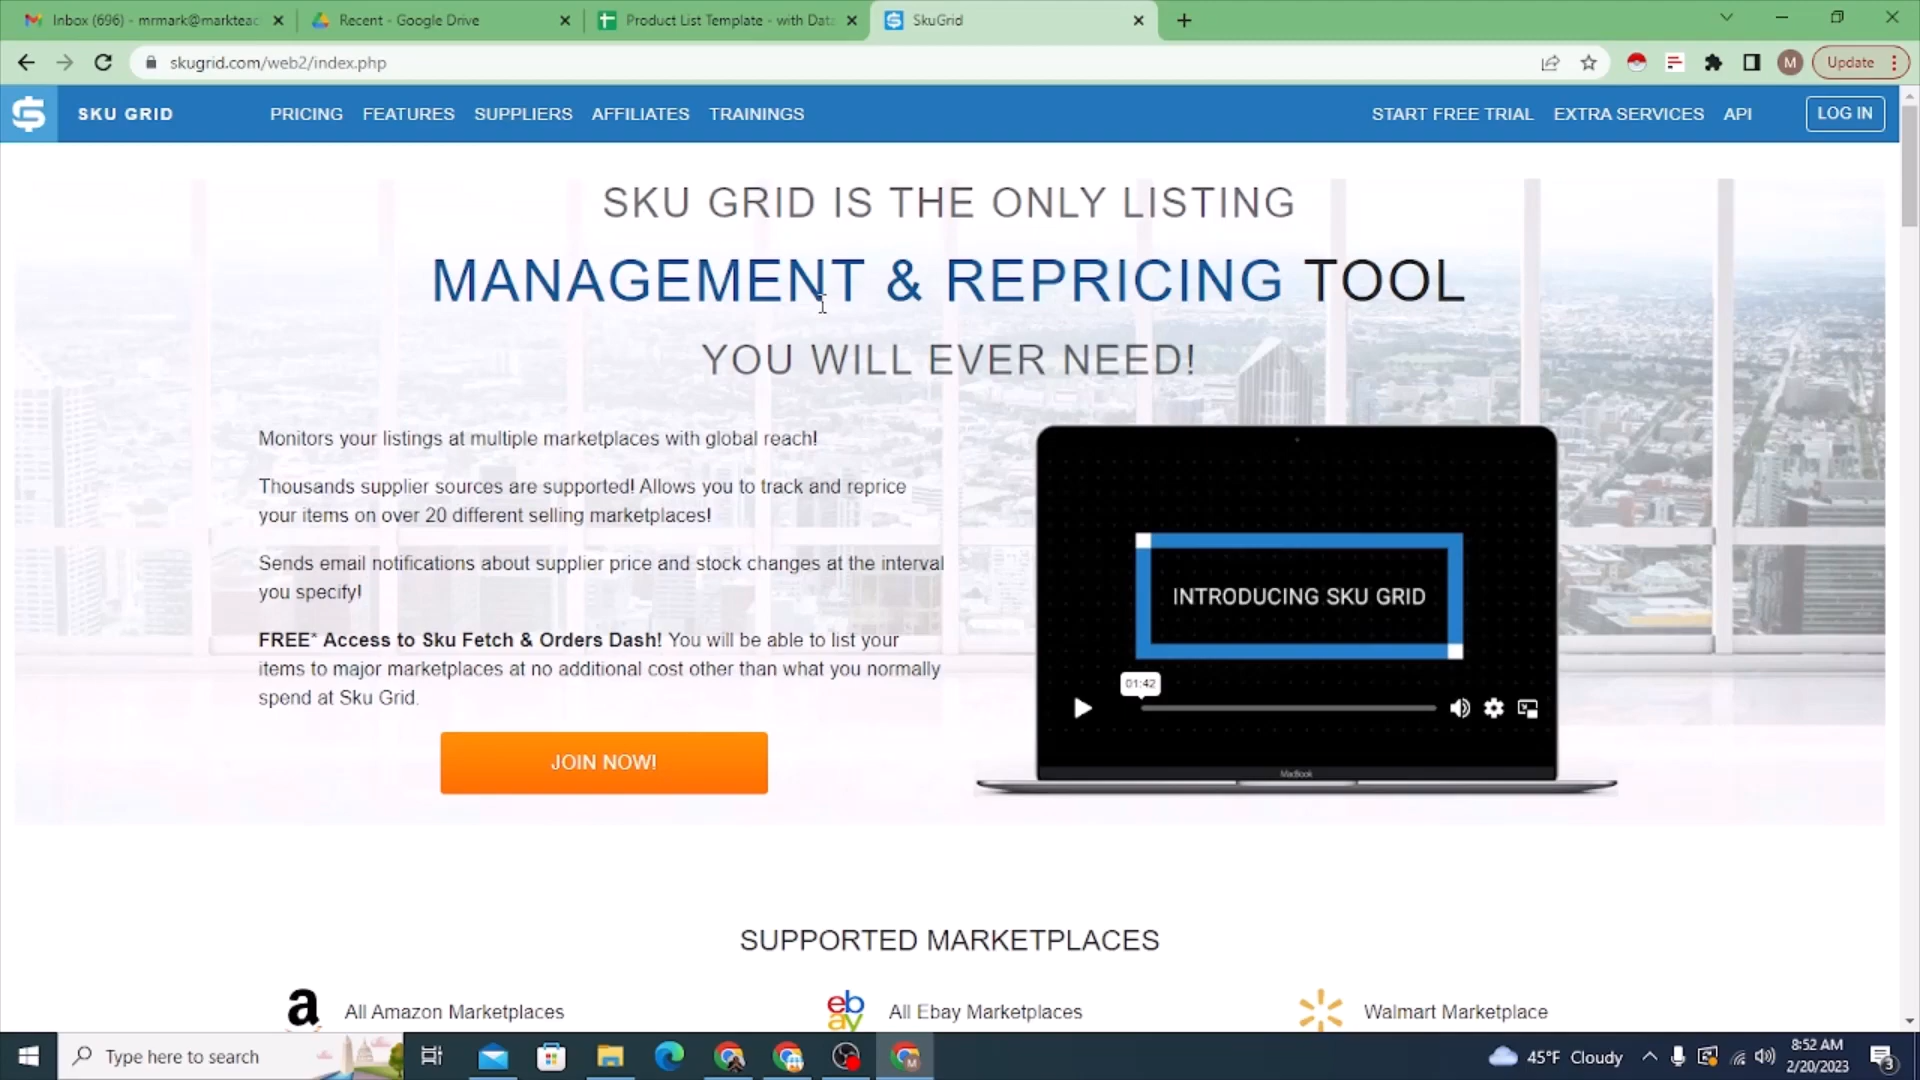 Inbox (696) - mrmark@markteac
Recent - Google Drive
Product List Template - with Data
SkuGrid
skugrid.com/web2/index.php
M
Update
SKU GRID
PRICING
FEATURES
SUPPLIERS
AFFILIATES
TRAININGS
START FREE TRIAL
EXTRA SERVICES
API
LOG IN
SKU GRID IS THE ONLY LISTING
MANAGEMENT & REPRICING TOOL
YOU WILL EVER NEED!
Monitors your listings at multiple marketplaces with global reach!
Thousands supplier sources are supported! Allows you to track and reprice
your items on over 20 different selling marketplaces!
Sends email notifications about supplier price and stock changes at the interval
you specify!
FREE* Access to Sku Fetch & Orders Dash! You will be able to list your
items to major marketplaces at no additional cost other than what you normally
spend at Sku Grid.
JOIN NOW!
INTRODUCING SKU GRID
01:42
MacBook
SUPPORTED MARKETPLACES
a
All Amazon Marketplaces
ebay
All Ebay Marketplaces
Walmart Marketplace
Type here to search
M
45°F Cloudy
8:52 AM
2/20/2023
3